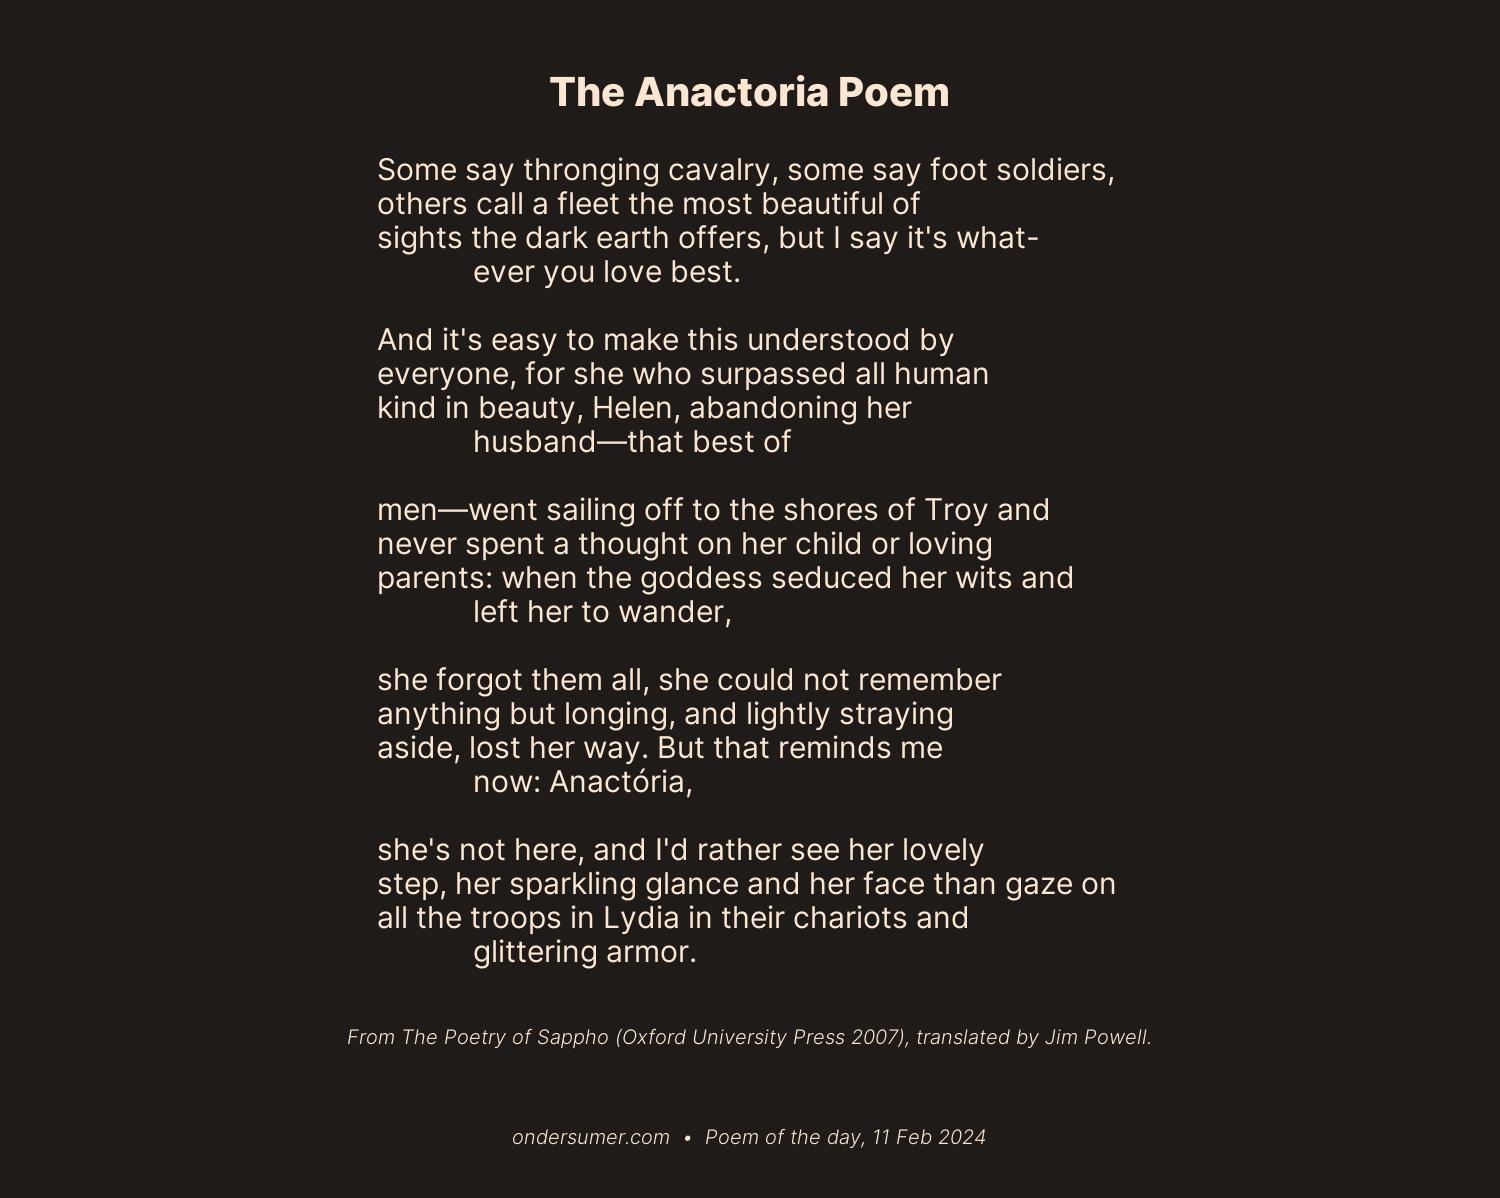 The Anactoria Poem
Some say thronging cavalry, some say foot soldiers,
others call a fleet the most beautiful of
sights the dark earth offers, but I say it's what-
ever you love best.
And it's easy to make this understood by
everyone, for she who surpassed all human
kind in beauty, Helen, abandoning her
husband—that best of
men—went sailing off to the shores of Troy and
never spent a thought on her child or loving
parents: when the goddess seduced her wits and
left her to wander,
she forgot them all, she could not remember
anything but longing, and lightly straying
aside, lost her way. But that reminds me
now: Anactória,
she's not here, and I'd rather see her lovely
step, her sparkling glance and her face than gaze on
all the troops in Lydia in their chariots and
glittering armor.
From The Poetry of Sappho (Oxford University Press 2007), translated by Jim Powell.
ondersumer.com • Poem of the day, 11 Feb 2024